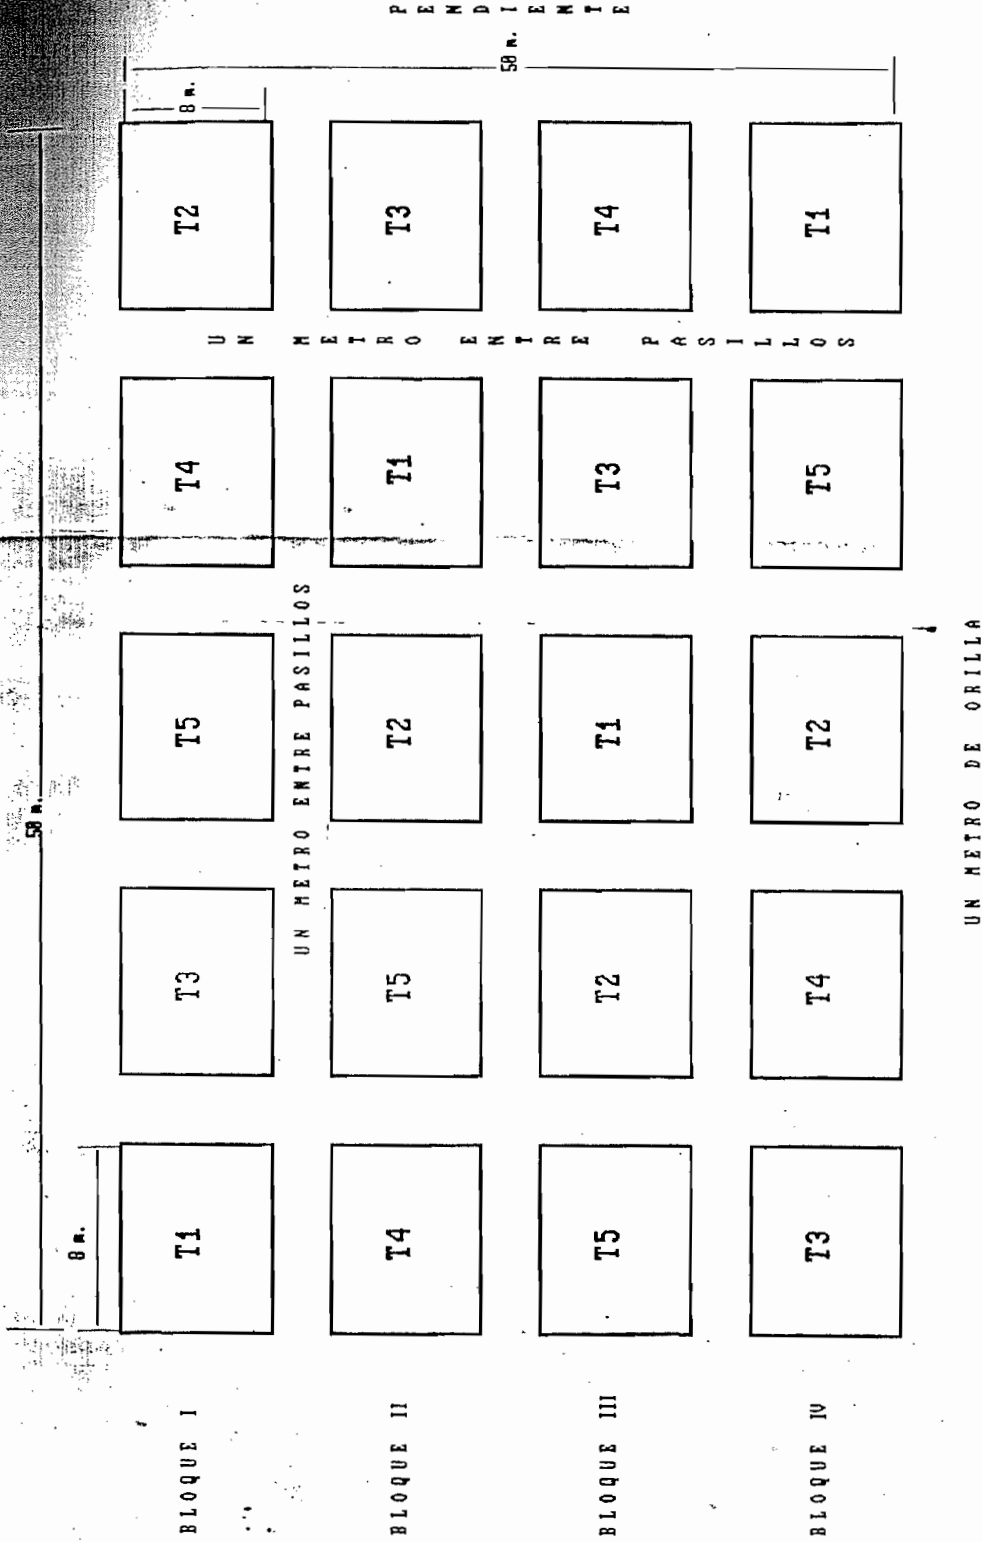 50 m.
8 m.
BLOQUE I T1 T3 T5 T4 T2
8 m.
UN METRO ENTRE PASILLOS
UN METRO ENTRE PASILLOS
BLOQUE II T4 T5 T2 T1 T3
50 m.
PENDIENTE
BLOQUE III T5 T2 T1 T3 T4
BLOQUE IV T3 T4 T2 T5 T1
UN METRO DE ORILLA